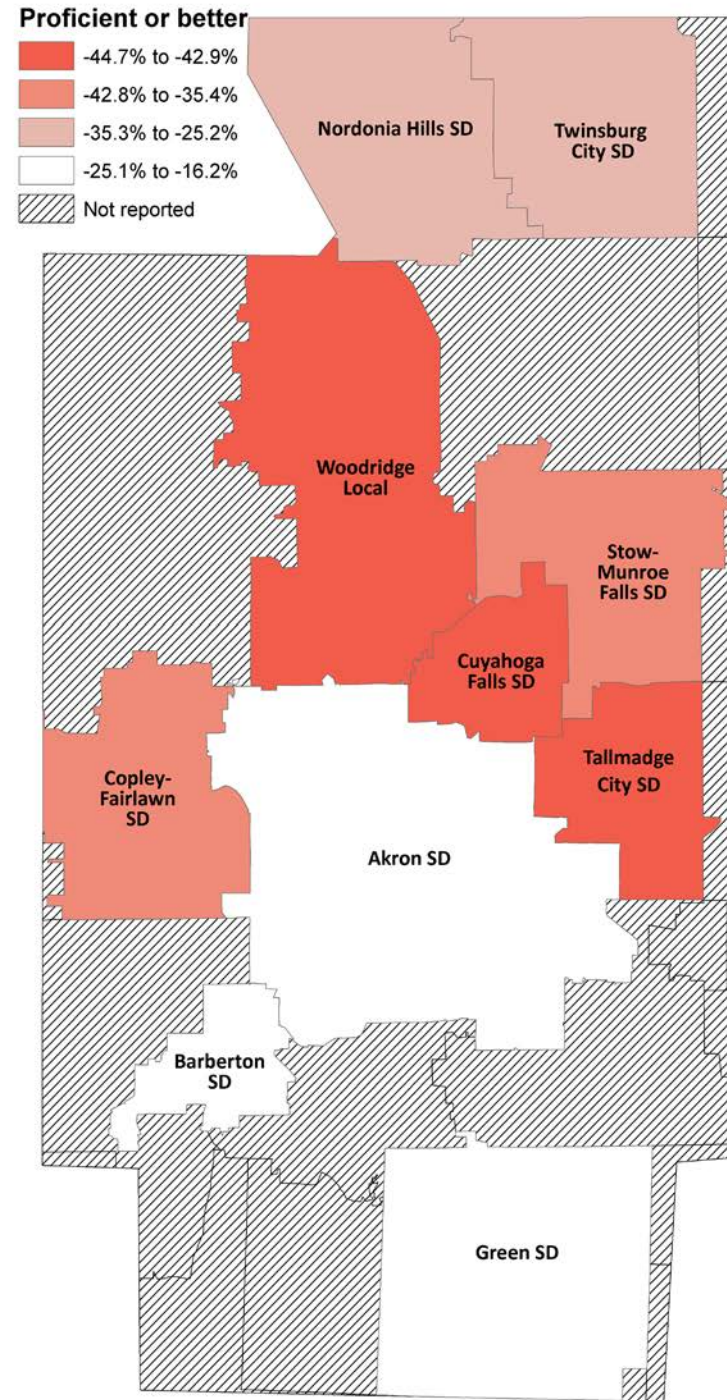 Proficient or better
-44.7% to -42.9%
-42.8% to -35.4%
-35.3% to -25.2%
-25.1% to -16.2%
Not reported
Nordonia Hills SD
Twinsburg
City SD
Woodridge
Local
Stow-
Munroe
Falls SD
Cuyahoga
Falls SD
Tallmadge
City SD
Copley-
Fairlawn
SD
Akron SD
Barberton
SD
Green SD